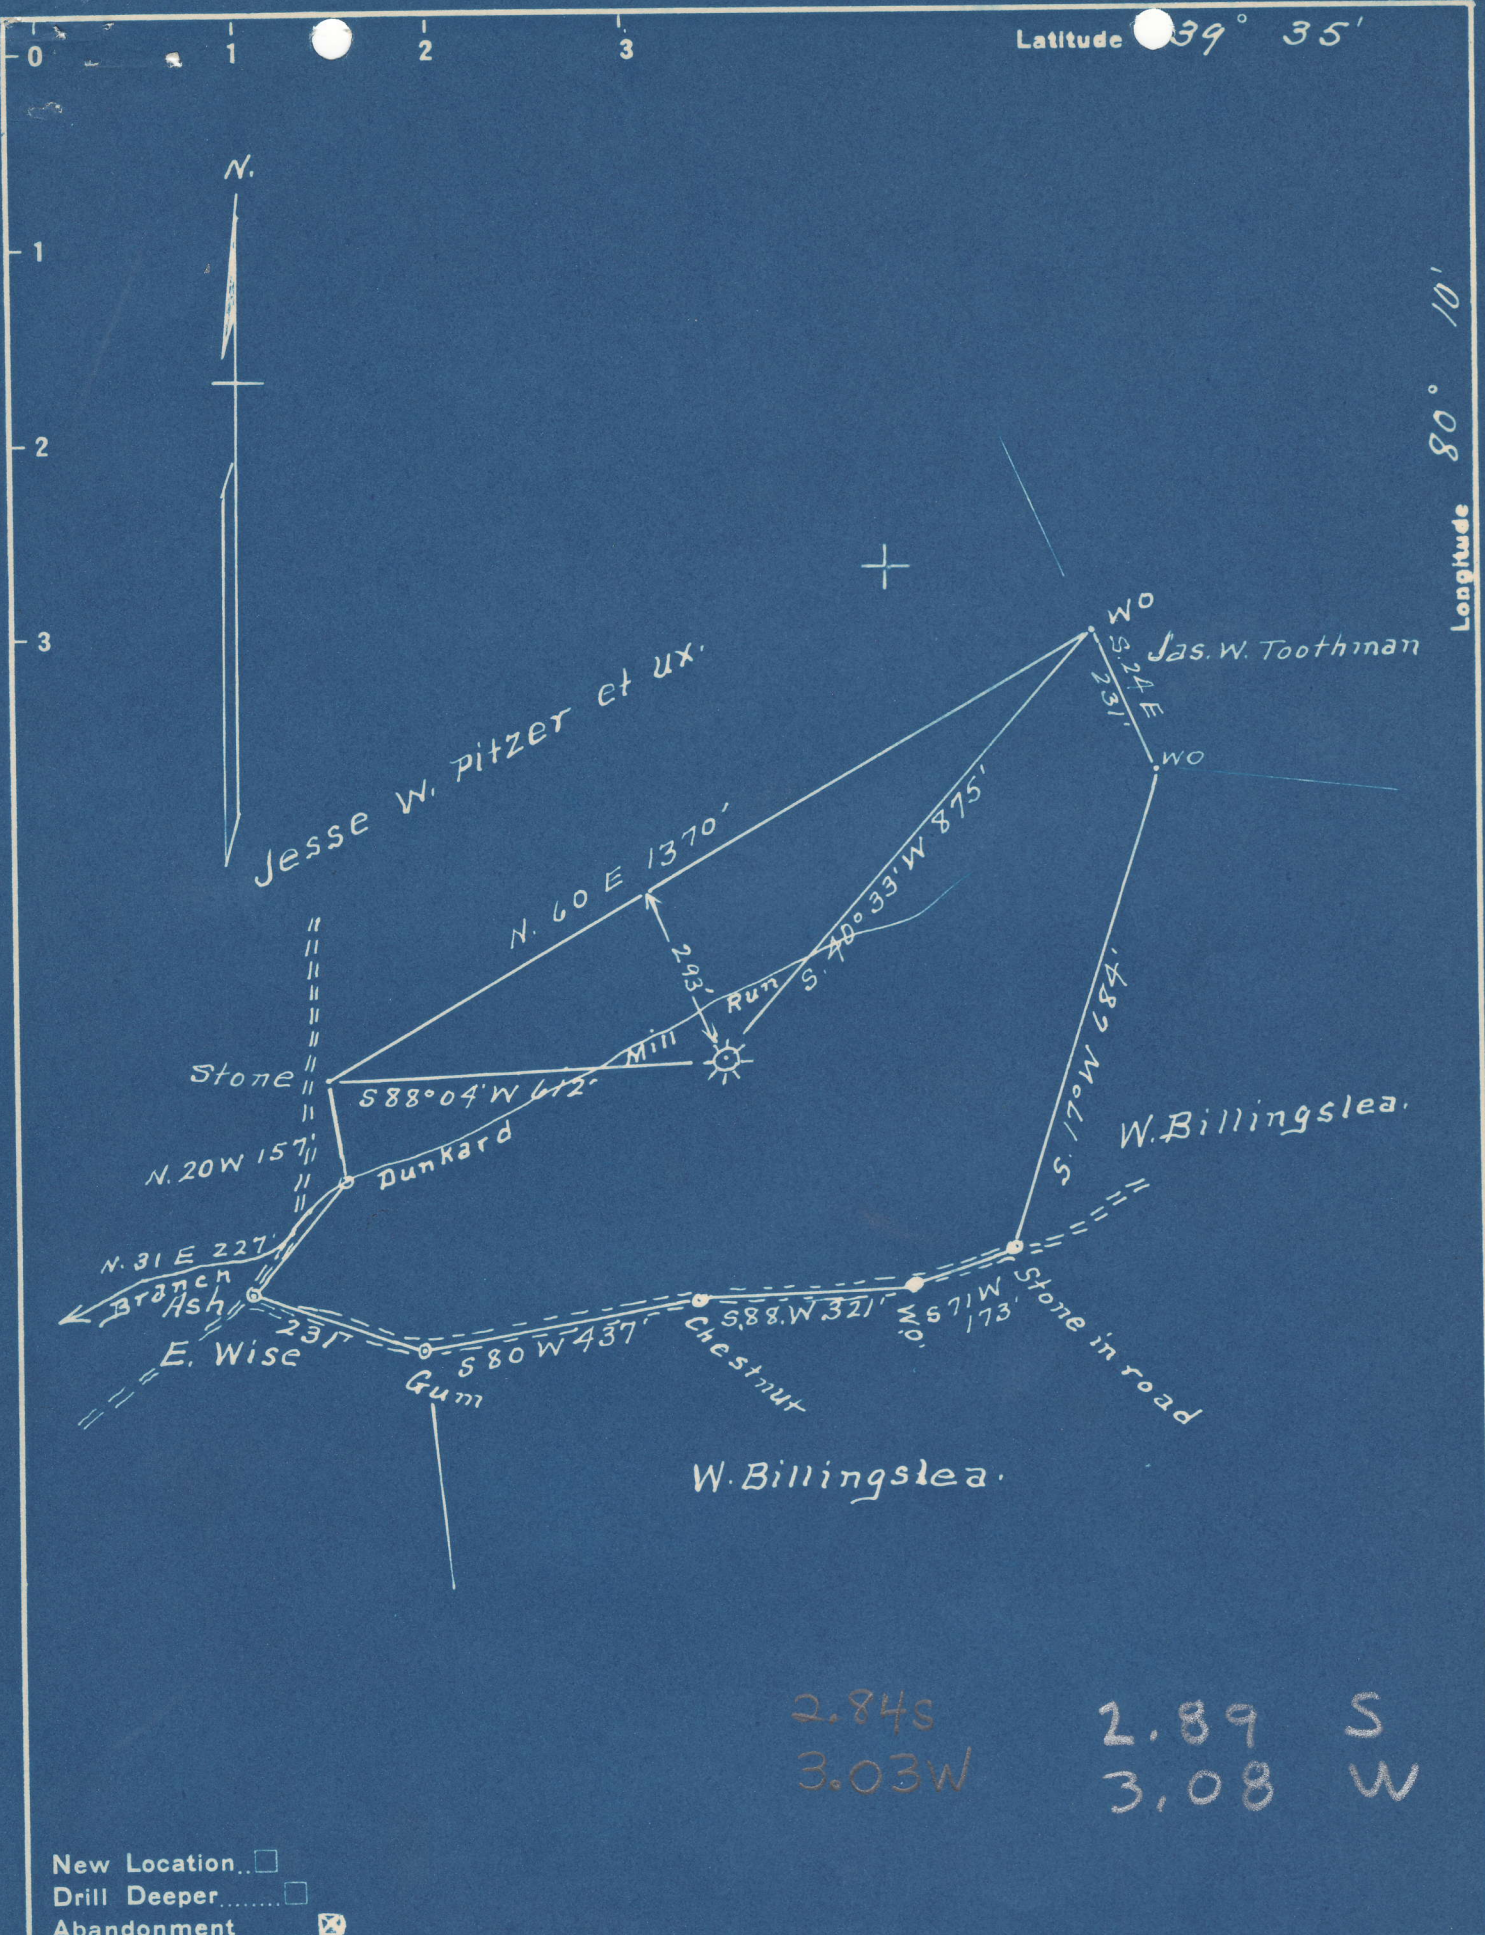 0 1 2 3
Latitude 39° 35'
N.
1
2
3
Longitude 80° 10'
WO
S. 24 E
231'
Jas. W. Toothman
WO
Jesse W. Pitzer et ux.
N. 60 E 1370'
S. 40° 33' W 875'
293'
Run
Mill
S. 17° W 684'
Stone
S 88° 04' W 612'
Dunkard
N. 20 W 157'
W. Billingslea.
N. 31 E 227'
Branch
Ash
231'
E. Wise
S 80 W 437'
Gum
Chestnut
S. 88. W. 321'
W.O.
S 71 W
173'
Stone in road
W. Billingslea.
2.84 S
3.03 W
2.89 S
3.08 W
New Location..
Drill Deeper.......
Abandonment